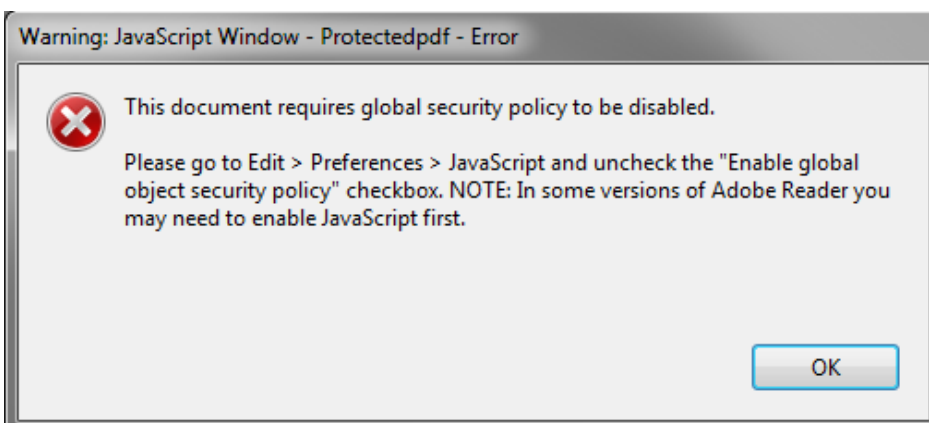 Warning: JavaScript Window - Protectedpdf - Error
This document requires global security policy to be disabled.
Please go to Edit > Preferences > JavaScript and uncheck the "Enable global
object security policy" checkbox. NOTE: In some versions of Adobe Reader you
may need to enable JavaScript first.
OK